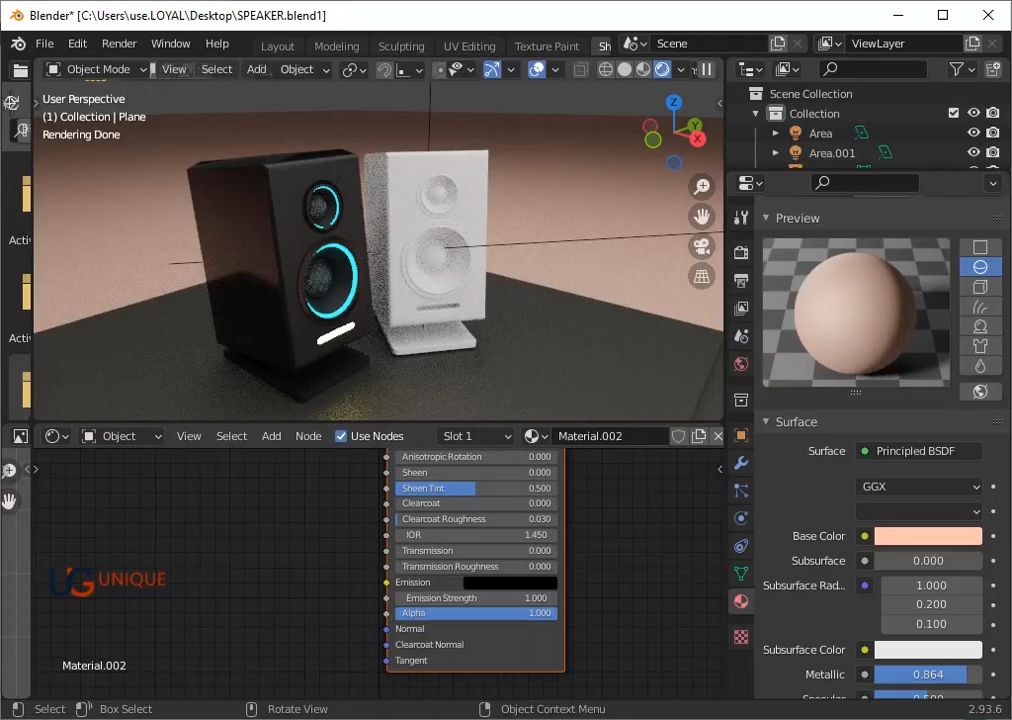 Blender* [C:\Users\use.LOYAL\Desktop\SPEAKER.blend1]
File Edit Render Window Help Layout Modeling Sculpting UV Editing Texture Paint Sh Scene ViewLayer
Object Mode View Select Add Object
User Perspective
(1) Collection | Plane
Rendering Done
Z
Y
X
Scene Collection
Collection
Area
Area.001
Preview
Activ
Activ
Object View Select Add Node Use Nodes Slot 1 Material.002
Surface
Surface Principled BSDF
GGX
Base Color
Subsurface 0.000
Subsurface Rad.. 1.000
0.200
0.100
Subsurface Color
Metallic 0.864
Anisotropic Rotation 0.000
Sheen 0.000
Sheen Tint 0.500
Clearcoat 0.000
Clearcoat Roughness 0.030
IOR 1.450
Transmission 0.000
Transmission Roughness 0.000
Emission
Emission Strength 1.000
Alpha 1.000
Normal
Clearcoat Normal
Tangent
UG UNIQUE
Material.002
Select Box Select Rotate View Object Context Menu 2.93.6